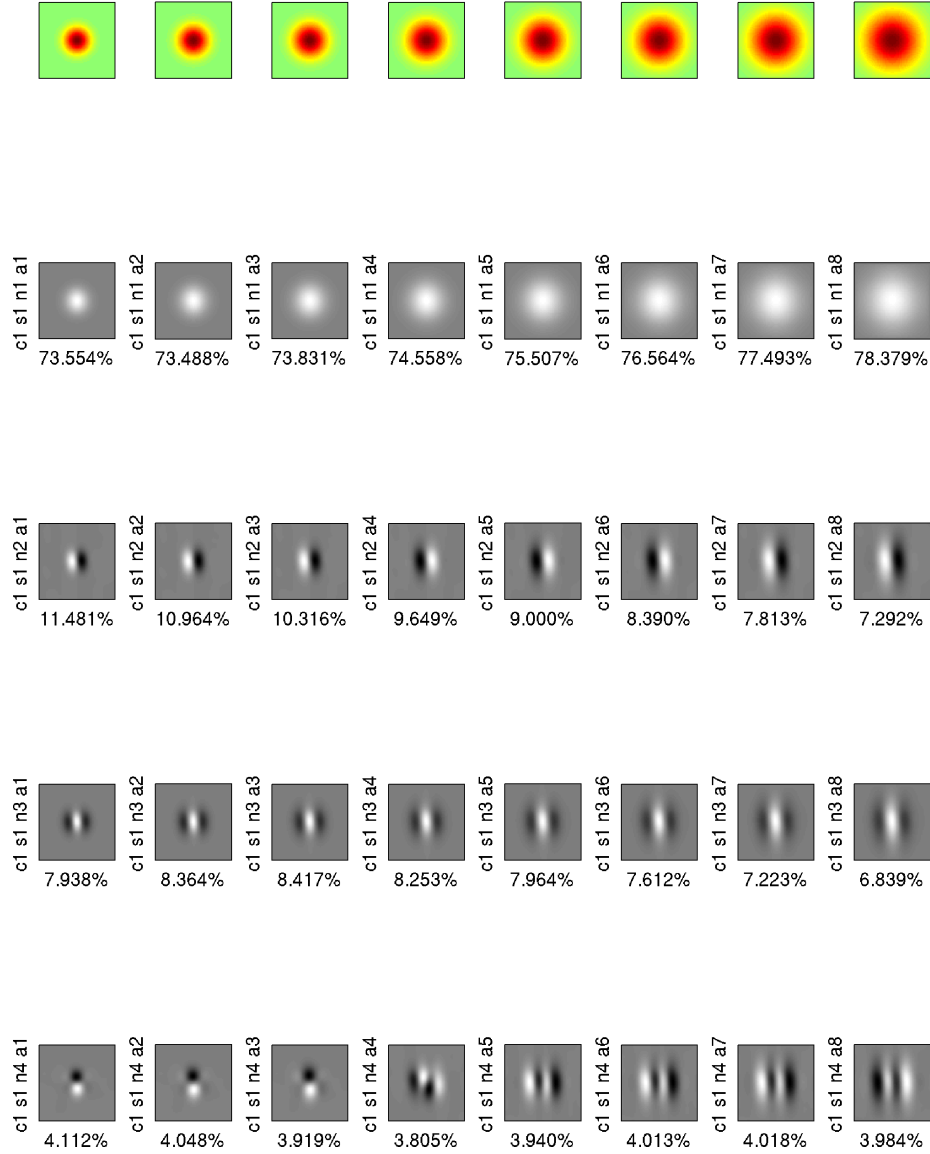 c1 s1 n1 a1 c1 s1 n1 a2 c1 s1 n1 a3 c1 s1 n1 a4 c1 s1 n1 a5 c1 s1 n1 a6 c1 s1 n1 a7 c1 s1 n1 a8
73.554% 73.488% 73.831% 74.558% 75.507% 76.564% 77.493% 78.379%
c1 s1 n2 a1 c1 s1 n2 a2 c1 s1 n2 a3 c1 s1 n2 a4 c1 s1 n2 a5 c1 s1 n2 a6 c1 s1 n2 a7 c1 s1 n2 a8
11.481% 10.964% 10.316% 9.649% 9.000% 8.390% 7.813% 7.292%
c1 s1 n3 a1 c1 s1 n3 a2 c1 s1 n3 a3 c1 s1 n3 a4 c1 s1 n3 a5 c1 s1 n3 a6 c1 s1 n3 a7 c1 s1 n3 a8
7.938% 8.364% 8.417% 8.253% 7.964% 7.612% 7.223% 6.839%
c1 s1 n4 a1 c1 s1 n4 a2 c1 s1 n4 a3 c1 s1 n4 a4 c1 s1 n4 a5 c1 s1 n4 a6 c1 s1 n4 a7 c1 s1 n4 a8
4.112% 4.048% 3.919% 3.805% 3.940% 4.013% 4.018% 3.984%